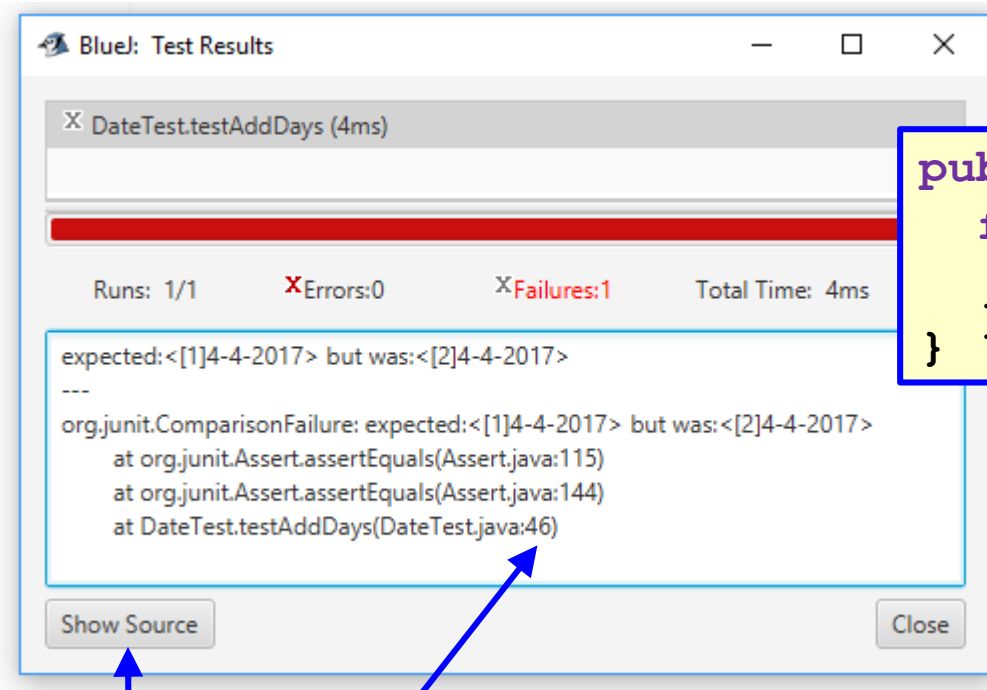 BlueJ: Test Results
x DateTest.testAddDays (4ms)
Runs: 1/1 xErrors:0 xFailures:1 Total Time: 4ms
expected:<[1]4-4-2017> but was:<[2]4-4-2017>
---
org.junit.ComparisonFailure: expected:<[1]4-4-2017> but was:<[2]4-4-2017>
at org.junit.Assert.assertEquals(Assert.java:115)
at org.junit.Assert.assertEquals(Assert.java:144)
at DateTest.testAddDays(DateTest.java:46)
Show Source Close
}